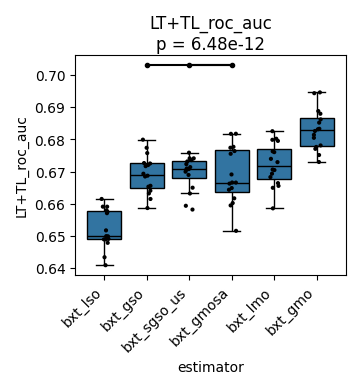 LT+TL_roc_auc
p = 6.48e-12
LT+TL_roc_auc
0.70
0.69
0.68
0.67
0.66
0.65
0.64
bxt_lso
bxt_gso
bxt_sgso_us
bxt_gmosa
bxt_lmo
bxt_gmo
estimator